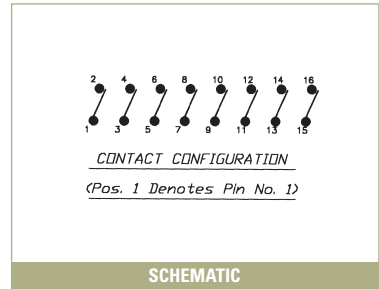 2 4 6 8 10 12 14 16
1 3 5 7 9 11 13 15
CONTACT CONFIGURATION
(Pos. 1 Denotes Pin No. 1)
SCHEMATIC